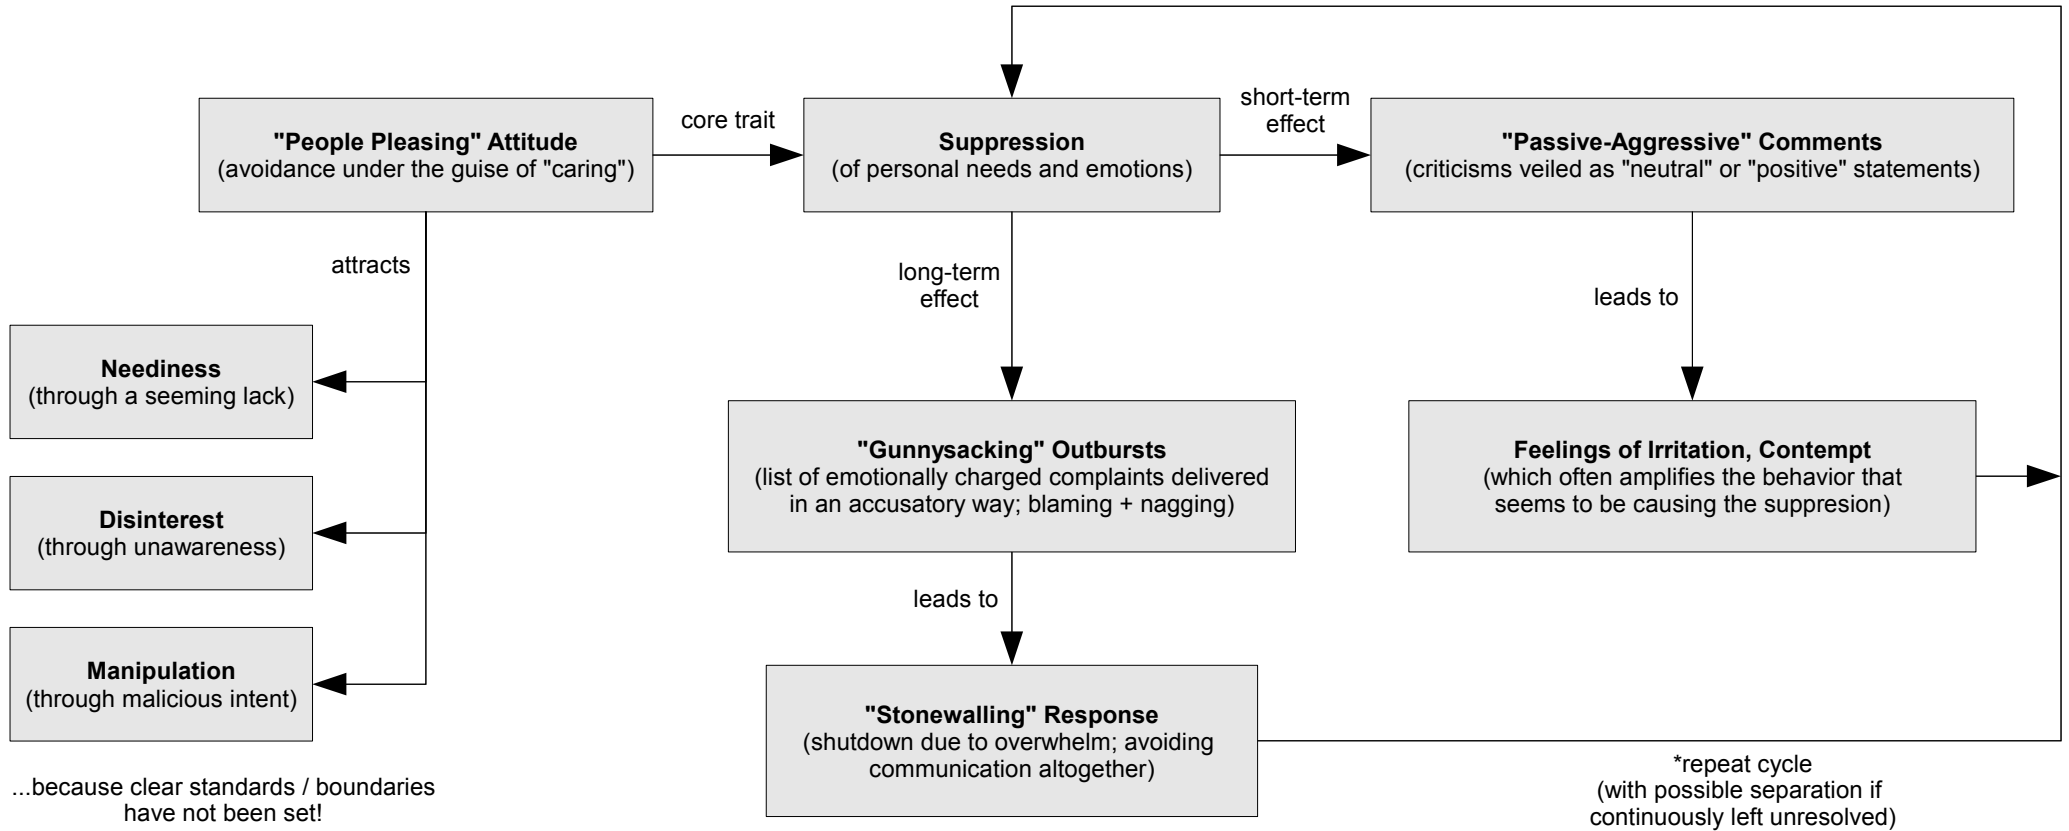 "People Pleasing" Attitude
(avoidance under the guise of "caring")
core trait
Suppression
(of personal needs and emotions)
short-term
effect
"Passive-Aggressive" Comments
(criticisms veiled as "neutral" or "positive" statements)
attracts
long-term
effect
leads to
Neediness
(through a seeming lack)
Disinterest
(through unawareness)
Manipulation
(through malicious intent)
...because clear standards / boundaries
have not been set!
"Gunnysacking" Outbursts
(list of emotionally charged complaints delivered
in an accusatory way; blaming + nagging)
leads to
"Stonewalling" Response
(shutdown due to overwhelm; avoiding
communication altogether)
Feelings of Irritation, Contempt
(which often amplifies the behavior that
seems to be causing the suppresion)
*repeat cycle
(with possible separation if
continuously left unresolved)